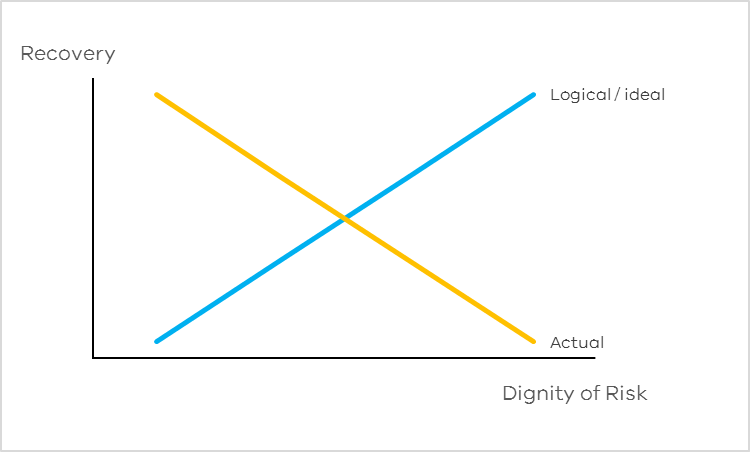 Recovery
Logical / ideal
Actual
Dignity of Risk